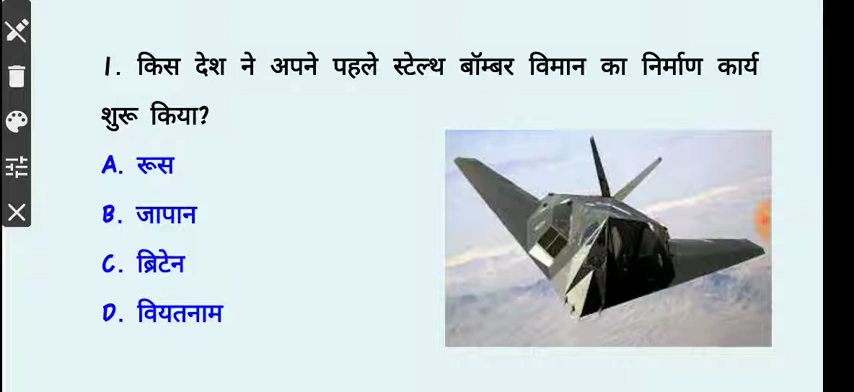 1. किस देश ने अपने पहले स्टेल्थ बॉम्बर विमान का निर्माण कार्य
शुरू किया?
A. रूस
B. जापान
C. ब्रिटेन
D. वियतनाम